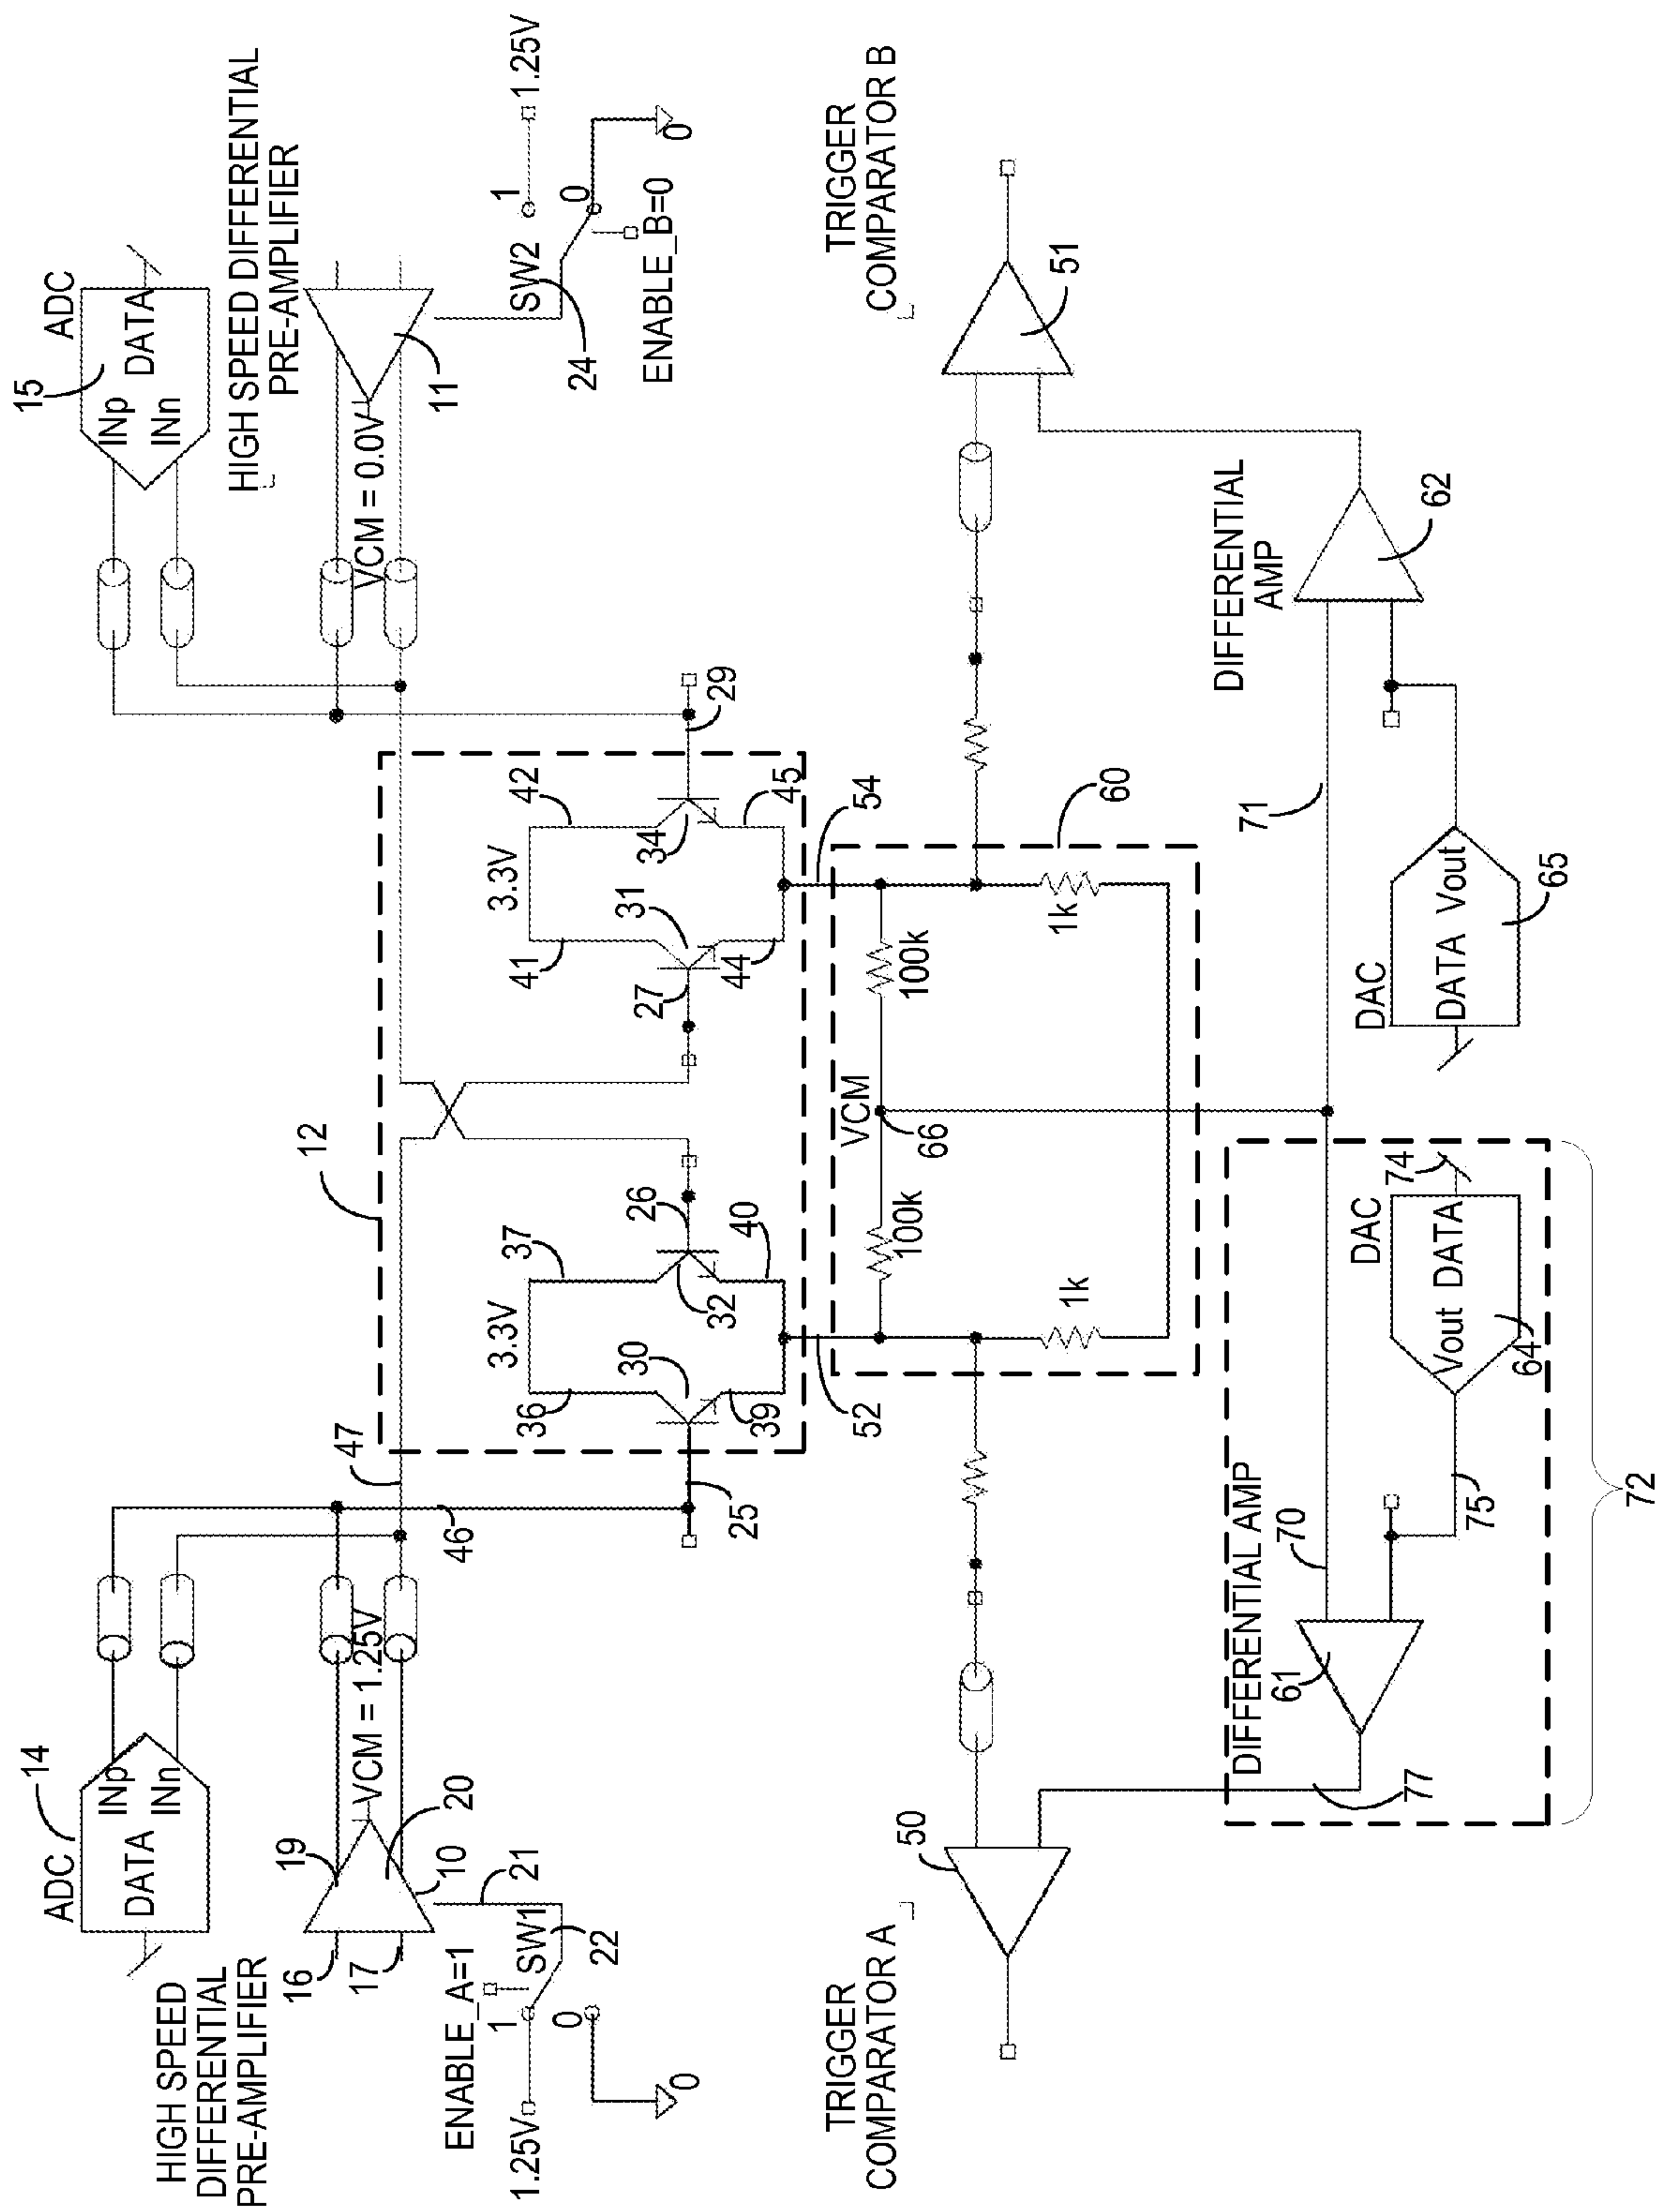 ADC
14
DATA
INp
INn
HIGH SPEED
DIFFERENTIAL
PRE-AMPLIFIER
16
17
19
20
10
VCM = 1.25V
21
ENABLE_A=1
SW1
22
1
0
1.25V
0
47
46
25
12
3.3V
36
37
30
32
26
39
40
3.3V
41
42
31
34
27
44
45
29
ADC
15
INp
INn
DATA
HIGH SPEED DIFFERENTIAL
PRE-AMPLIFIER
VCM = 0.0V
11
SW2
24
1
0
1.25V
0
ENABLE_B=0
TRIGGER
COMPARATOR A
50
52
54
60
VCM
66
100k
100k
1k
1k
TRIGGER
COMPARATOR B
51
DIFFERENTIAL AMP
61
70
77
75
DAC
Vout DATA
64
74
72
71
DIFFERENTIAL
AMP
62
DAC
DATA Vout
65